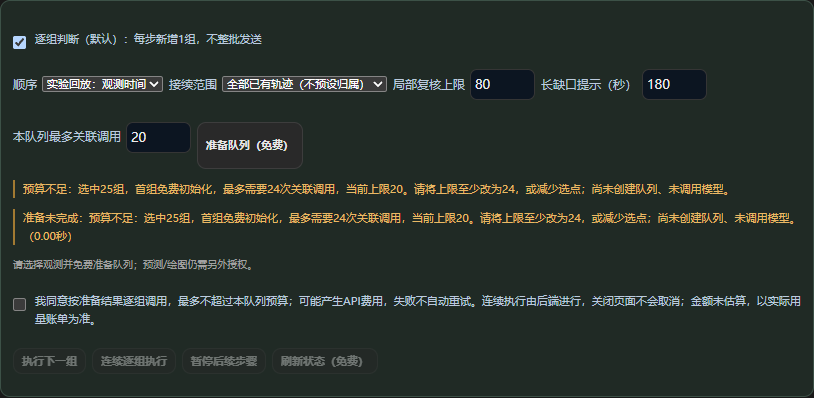 逐组判断（默认）：每步新增1组，不整批发送
顺序 实验回放：观测时间 接续范围 全部已有轨迹（不预设归属） 局部复核上限 80 长缺口提示（秒） 180
本队列最多关联调用 20 准备队列（免费）
预算不足：选中25组，首组免费初始化，最多需要24次关联调用，当前上限20。请将上限至少改为24，或减少选点；尚未创建队列、未调用模型。
准备未完成：预算不足：选中25组，首组免费初始化，最多需要24次关联调用，当前上限20。请将上限至少改为24，或减少选点；尚未创建队列、未调用模型。
（0.00秒）
请选择观测并免费准备队列；预测/绘图仍需另外授权。
我同意按准备结果逐组调用，最多不超过本队列预算；可能产生API费用，失败不自动重试。连续执行由后端进行，关闭页面不会取消；金额未估算，以实际用
量账单为准。
执行下一组 连续逐组执行 暂停后续步骤 刷新状态（免费）